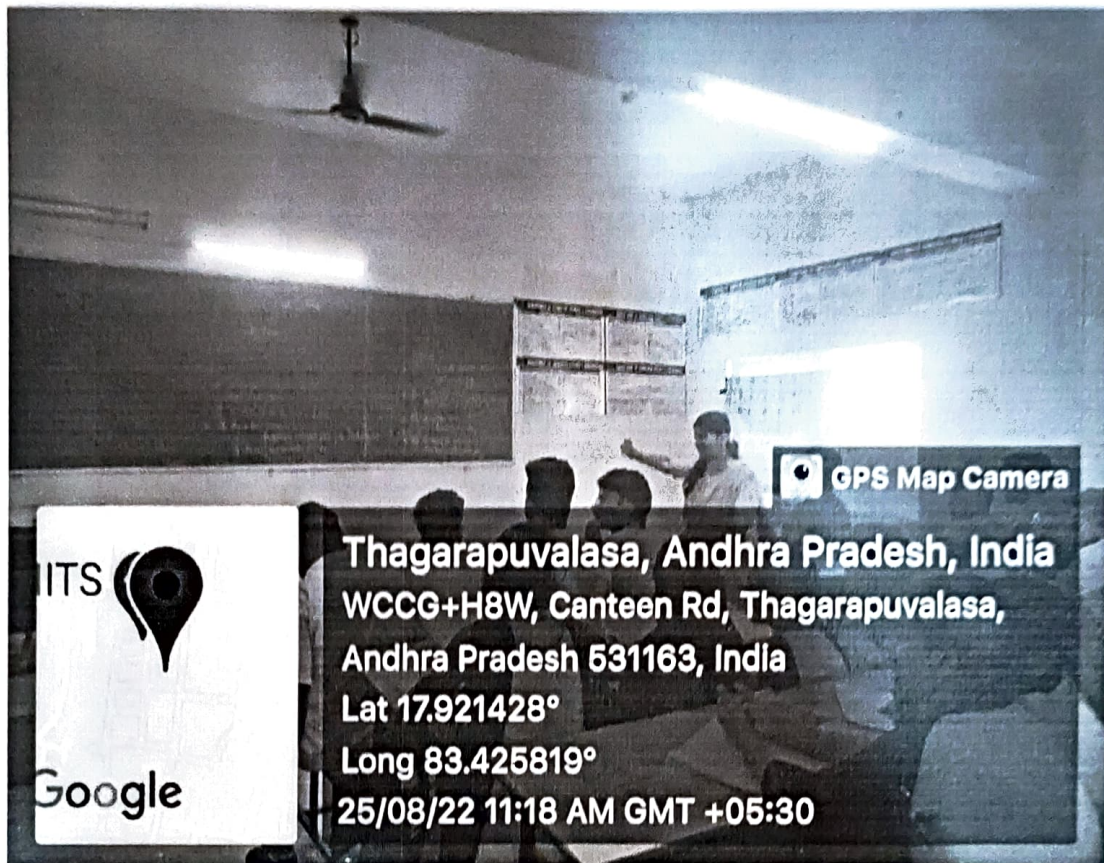 GPS Map Camera
Thagarapuvalasa, Andhra Pradesh, India
WCCG+H8W, Canteen Rd, Thagarapuvalasa,
Andhra Pradesh 531163, India
Lat 17.921428°
Long 83.425819°
25/08/22 11:18 AM GMT +05:30
IITS
Google